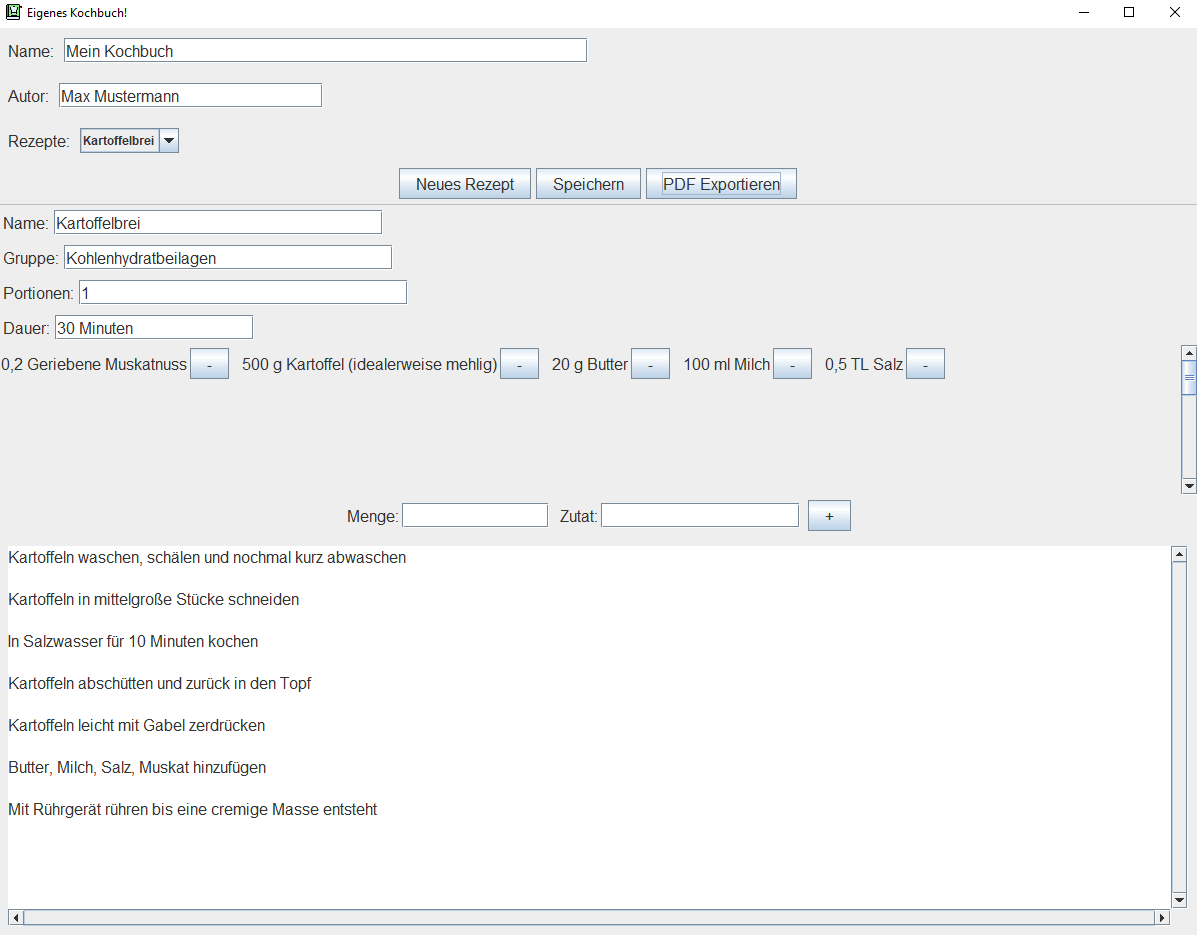 Eigenes Kochbuch!
Name: Mein Kochbuch
Autor: Max Mustermann
Rezepte: Kartoffelbrei
Neues Rezept Speichern PDF Exportieren
Name: Kartoffelbrei
Gruppe: Kohlenhydratbeilagen
Portionen: 1
Dauer: 30 Minuten
0,2 Geriebene Muskatnuss - 500 g Kartoffel (idealerweise mehlig) - 20 g Butter - 100 ml Milch - 0,5 TL Salz -
Menge: Zutat: +
Kartoffeln waschen, schälen und nochmal kurz abwaschen
Kartoffeln in mittelgroße Stücke schneiden
In Salzwasser für 10 Minuten kochen
Kartoffeln abschütten und zurück in den Topf
Kartoffeln leicht mit Gabel zerdrücken
Butter, Milch, Salz, Muskat hinzufügen
Mit Rührgerät rühren bis eine cremige Masse entsteht